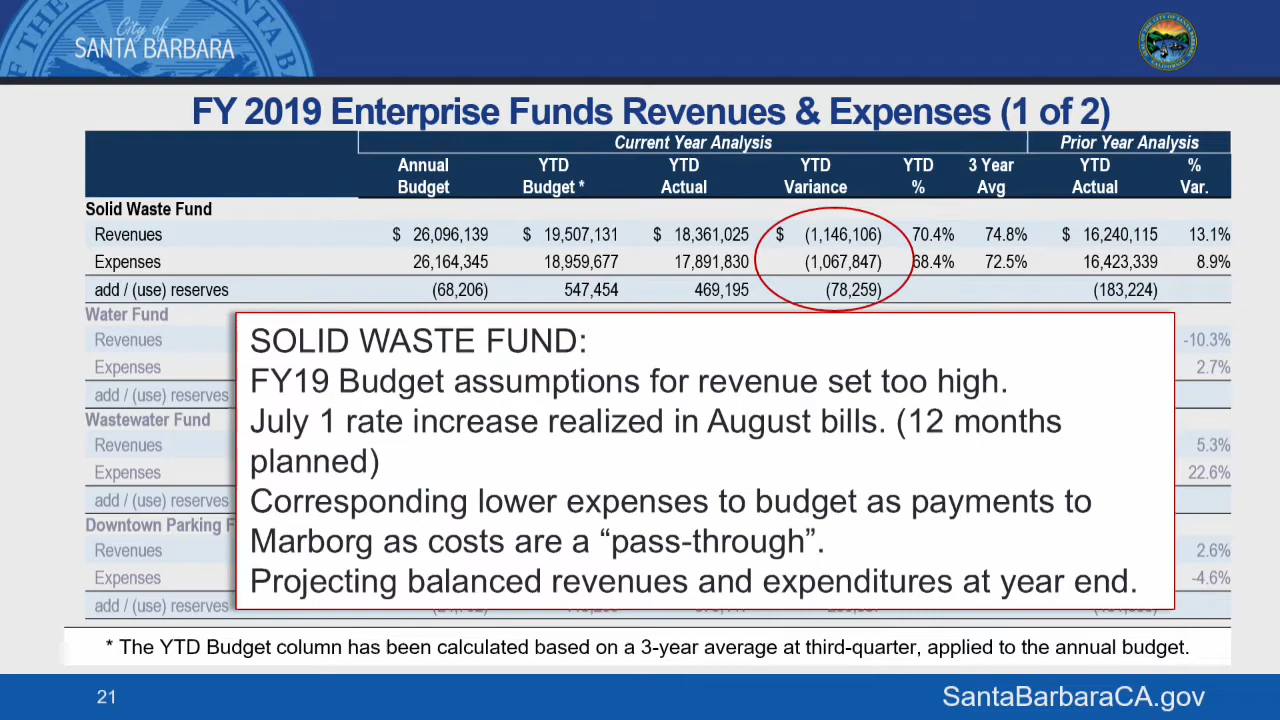 City of
SANTA BARBARA
FY 2019 Enterprise Funds Revenues & Expenses (1 of 2)
Current Year Analysis Prior Year Analysis
Annual YTD YTD YTD YTD 3 Year YTD %
Budget Budget * Actual Variance % Avg Actual Var.
Solid Waste Fund
Revenues $ 26,096,139 $ 19,507,131 $ 18,361,025 $ (1,146,106) 70.4% 74.8% $ 16,240,115 13.1%
Expenses 26,164,345 18,959,677 17,891,830 (1,067,847) 68.4% 72.5% 16,423,339 8.9%
add / (use) reserves (68,206) 547,454 469,195 (78,259) (183,224)
Water Fund
Revenues -10.3%
Expenses 2.7%
add / (use) reserves
Wastewater Fund
Revenues 5.3%
Expenses 22.6%
add / (use) reserves
Downtown Parking F
Revenues 2.6%
Expenses -4.6%
add / (use) reserves
SOLID WASTE FUND:
FY19 Budget assumptions for revenue set too high.
July 1 rate increase realized in August bills. (12 months
planned)
Corresponding lower expenses to budget as payments to
Marborg as costs are a “pass-through”.
Projecting balanced revenues and expenditures at year end.
* The YTD Budget column has been calculated based on a 3-year average at third-quarter, applied to the annual budget.
21
SantaBarbaraCA.gov